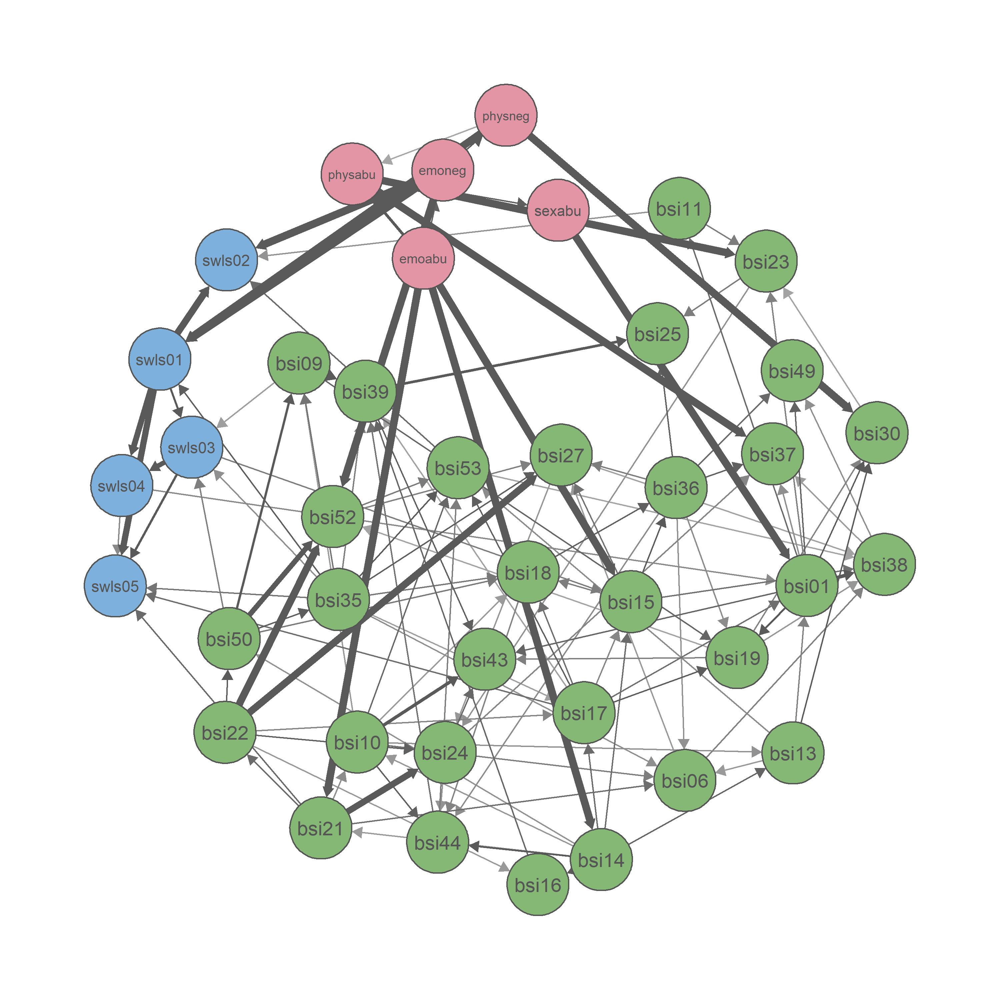 physneg
physabu
emoneg
sexabu
bsi11
swls02
emoabu
bsi23
bsi25
swls01
bsi09
bsi39
bsi49
bsi30
swls03
bsi53
bsi27
bsi37
swls04
bsi36
bsi52
bsi38
swls05
bsi18
bsi01
bsi35
bsi15
bsi50
bsi43
bsi19
bsi17
bsi22
bsi10
bsi24
bsi13
bsi06
bsi21
bsi44
bsi14
bsi16